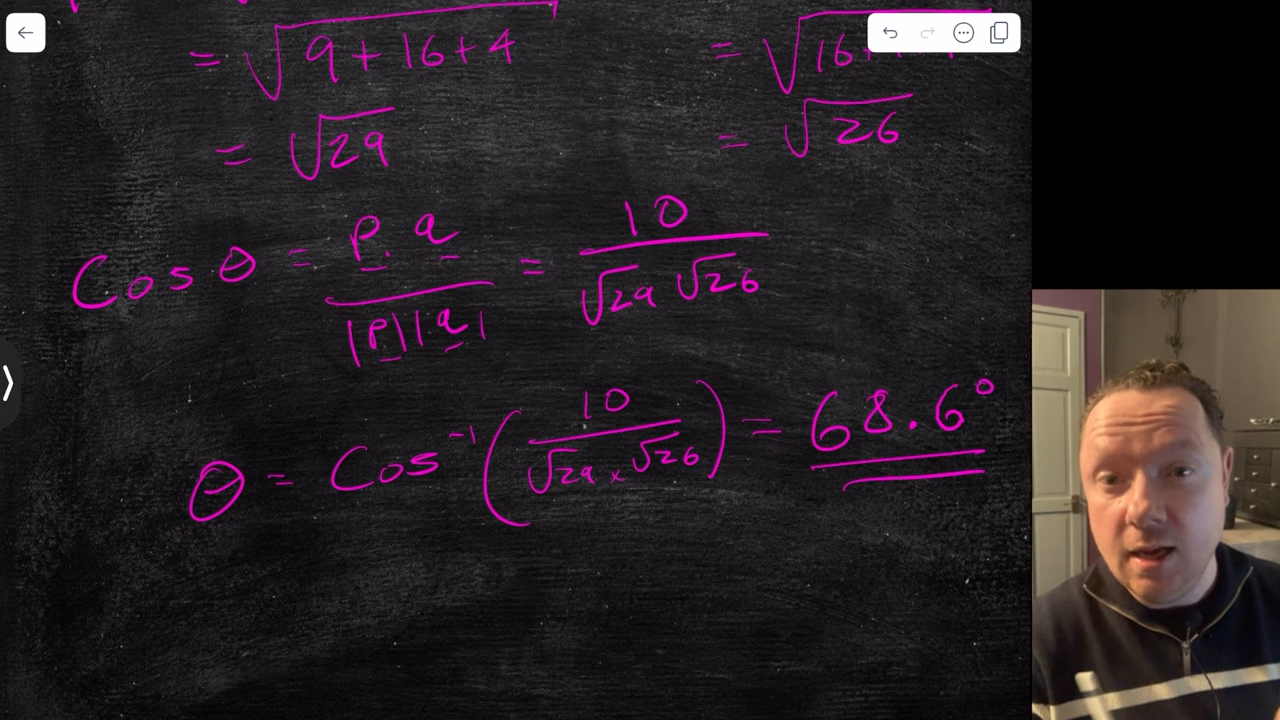 = √9+16+4
= √16+
= √29
= √26
Cos θ = p.q / |p||q| = 10 / √29 √26
θ = Cos⁻¹ (10 / √29 × √26) = 68.6°